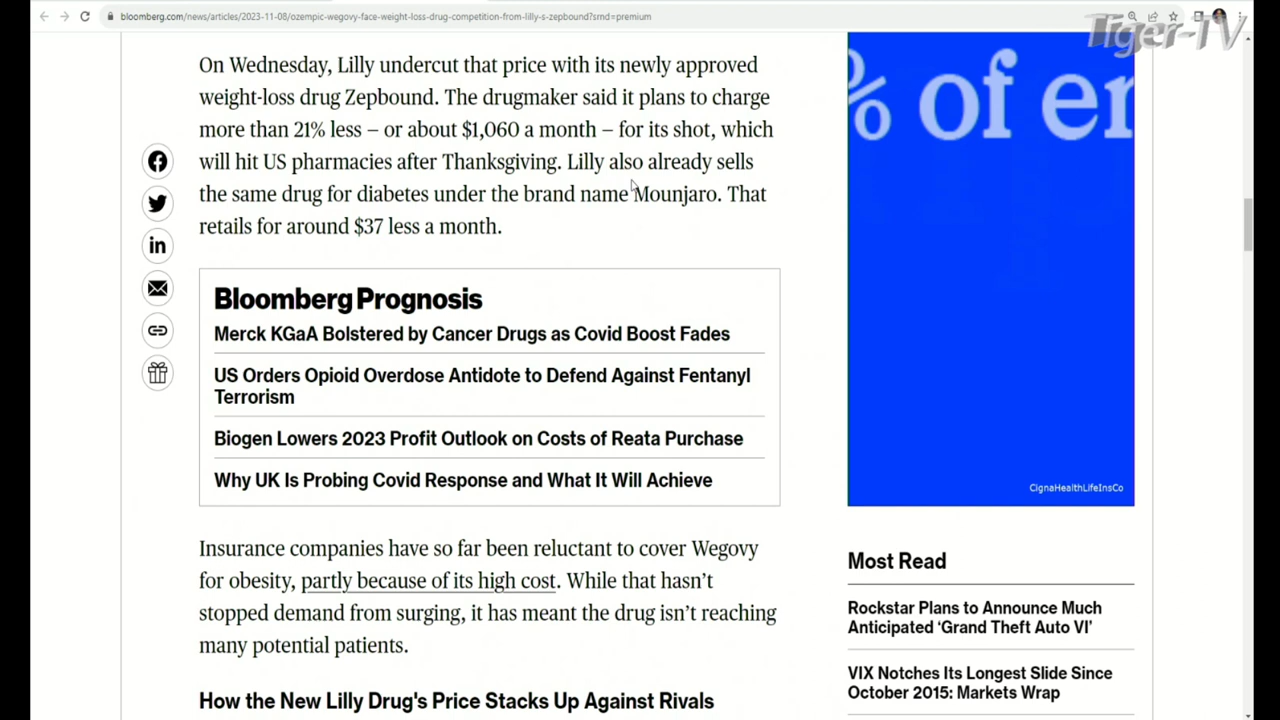 bloomberg.com/news/articles/2023-11-08/ozempic-wegovy-face-weight-loss-drug-competition-from-lilly-s-zepbound?srnd=premium
Tiger-TV
On Wednesday, Lilly undercut that price with its newly approved
weight-loss drug Zepbound. The drugmaker said it plans to charge
more than 21% less – or about $1,060 a month – for its shot, which
will hit US pharmacies after Thanksgiving. Lilly also already sells
the same drug for diabetes under the brand name Mounjaro. That
retails for around $37 less a month.
Bloomberg Prognosis
Merck KGaA Bolstered by Cancer Drugs as Covid Boost Fades
US Orders Opioid Overdose Antidote to Defend Against Fentanyl
Terrorism
Biogen Lowers 2023 Profit Outlook on Costs of Reata Purchase
Why UK Is Probing Covid Response and What It Will Achieve
Insurance companies have so far been reluctant to cover Wegovy
for obesity, partly because of its high cost. While that hasn't
stopped demand from surging, it has meant the drug isn't reaching
many potential patients.
How the New Lilly Drug's Price Stacks Up Against Rivals
% of er
CignaHealthLifeInsCo
Most Read
Rockstar Plans to Announce Much
Anticipated 'Grand Theft Auto VI'
VIX Notches Its Longest Slide Since
October 2015: Markets Wrap